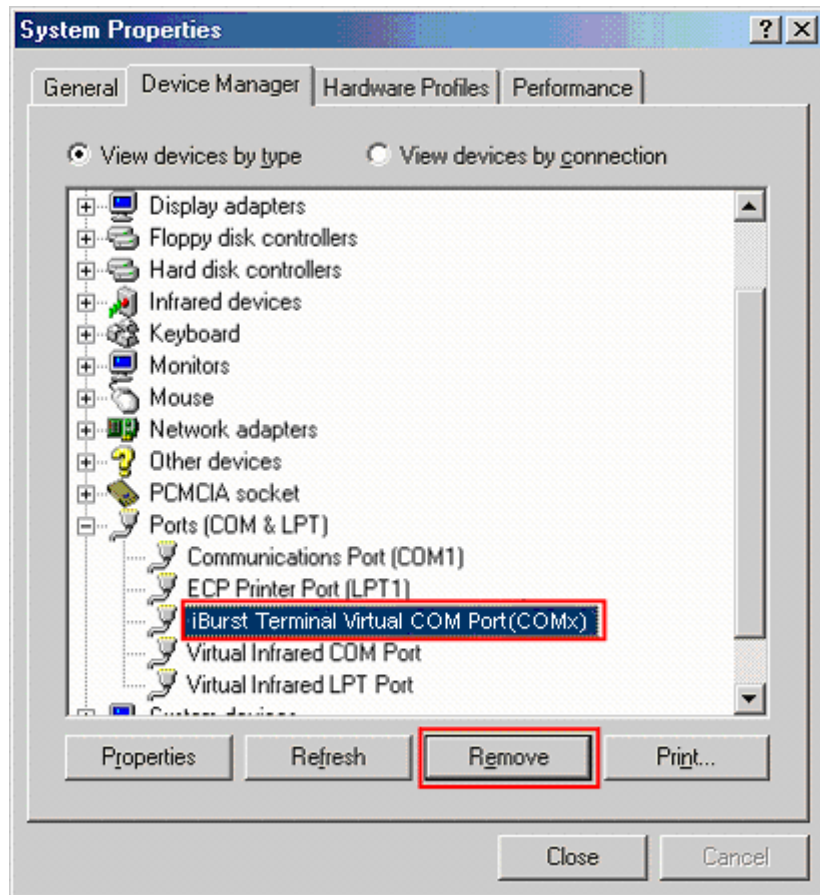 System Properties
General Device Manager Hardware Profiles Performance
View devices by type View devices by connection
Display adapters
Floppy disk controllers
Hard disk controllers
Infrared devices
Keyboard
Monitors
Mouse
Network adapters
Other devices
PCMCIA socket
Ports (COM & LPT)
Communications Port (COM1)
ECP Printer Port (LPT1)
iBurst Terminal Virtual COM Port(COMx)
Virtual Infrared COM Port
Virtual Infrared LPT Port
System devices
Properties Refresh Remove Print...
Close Cancel